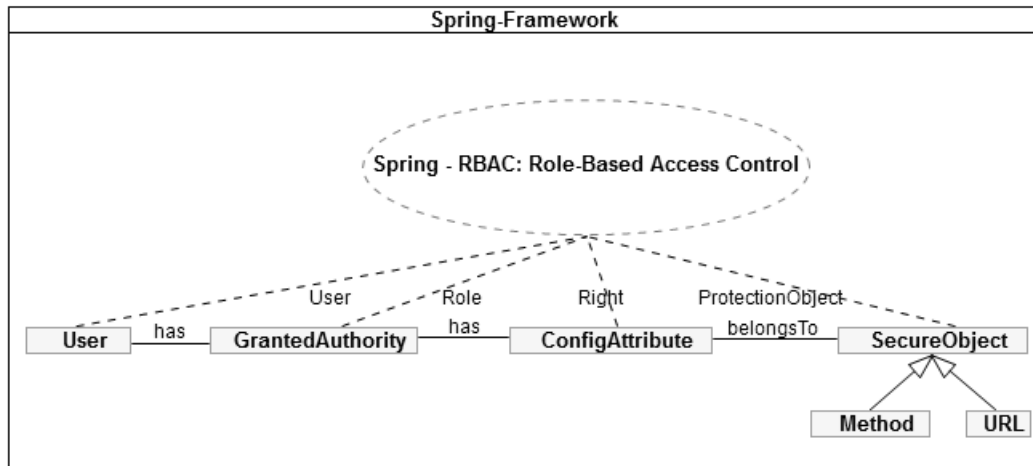 Spring-Framework
Spring - RBAC: Role-Based Access Control
User
Role
Right
ProtectionObject
has
has
belongsTo
User
GrantedAuthority
ConfigAttribute
SecureObject
Method
URL